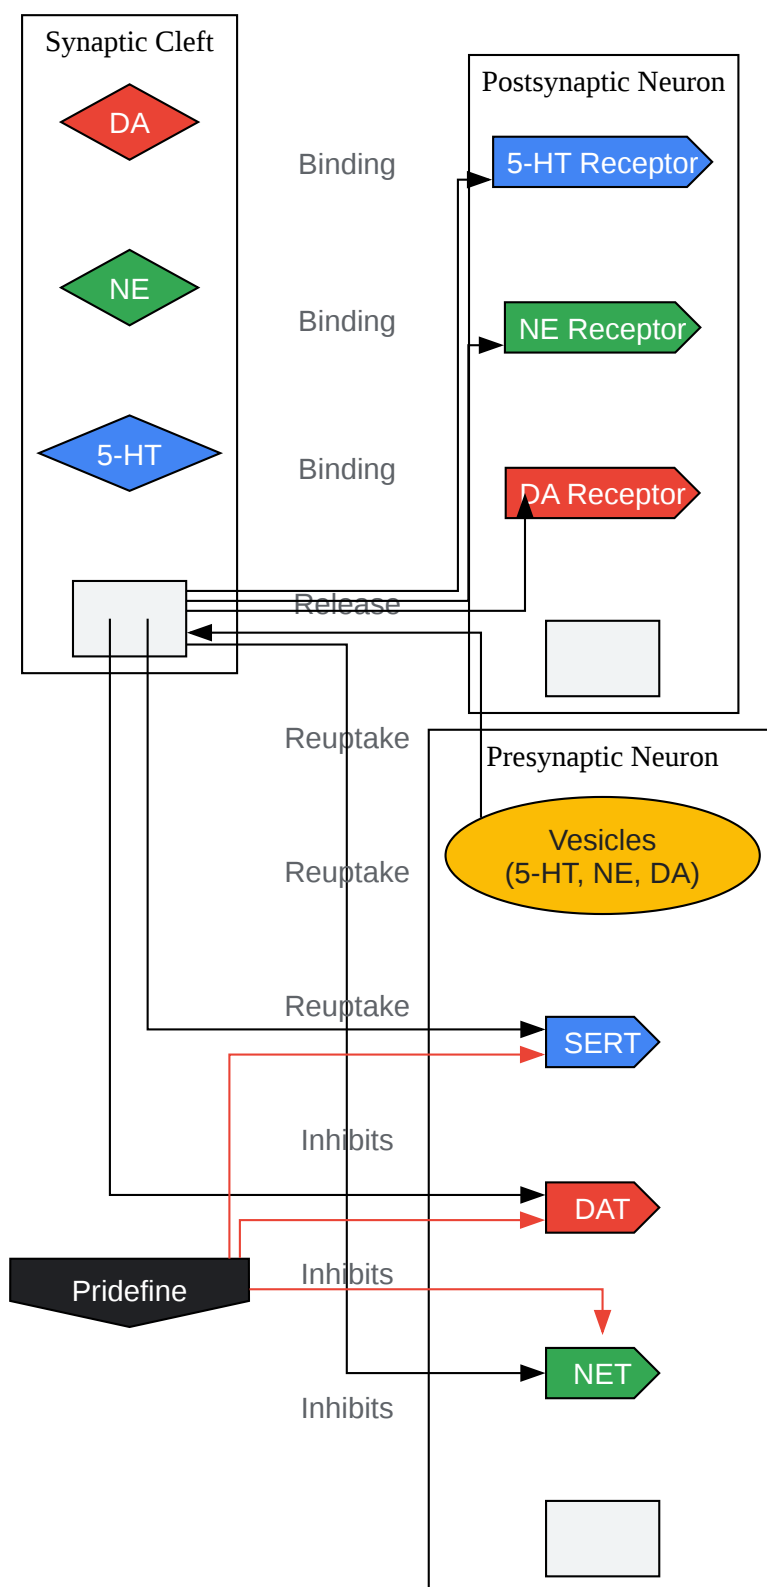 Synaptic Cleft
DA
NE
5-HT
Postsynaptic Neuron
5-HT Receptor
NE Receptor
DA Receptor
Binding
Binding
Binding
Release
Reuptake
Reuptake
Reuptake
Inhibits
Inhibits
Inhibits
Presynaptic Neuron
Vesicles
(5-HT, NE, DA)
SERT
DAT
NET
Pridefine